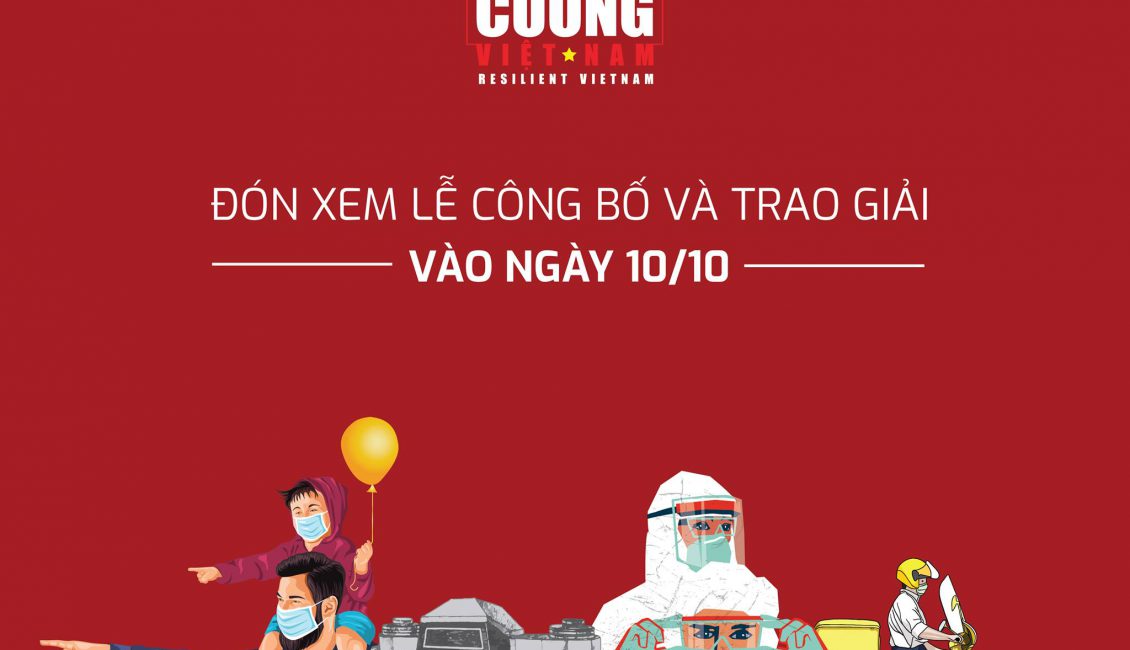 CƯỜNG
VIỆT NAM
RESILIENT VIETNAM
ĐÓN XEM LỄ CÔNG BỐ VÀ TRAO GIẢI
VÀO NGÀY 10/10